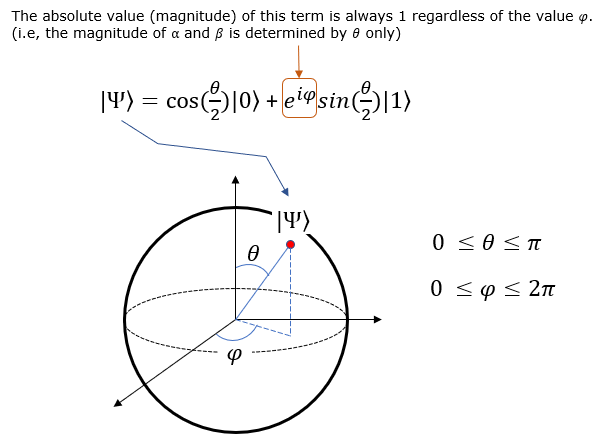 The absolute value (magnitude) of this term is always 1 regardless of the value φ.
(i.e, the magnitude of α and β is determined by θ only)
|Ψ⟩ = cos(θ/2)|0⟩ + e^{iφ}sin(θ/2)|1⟩
|Ψ⟩
θ
0 ≤ θ ≤ π
0 ≤ φ ≤ 2π
φ